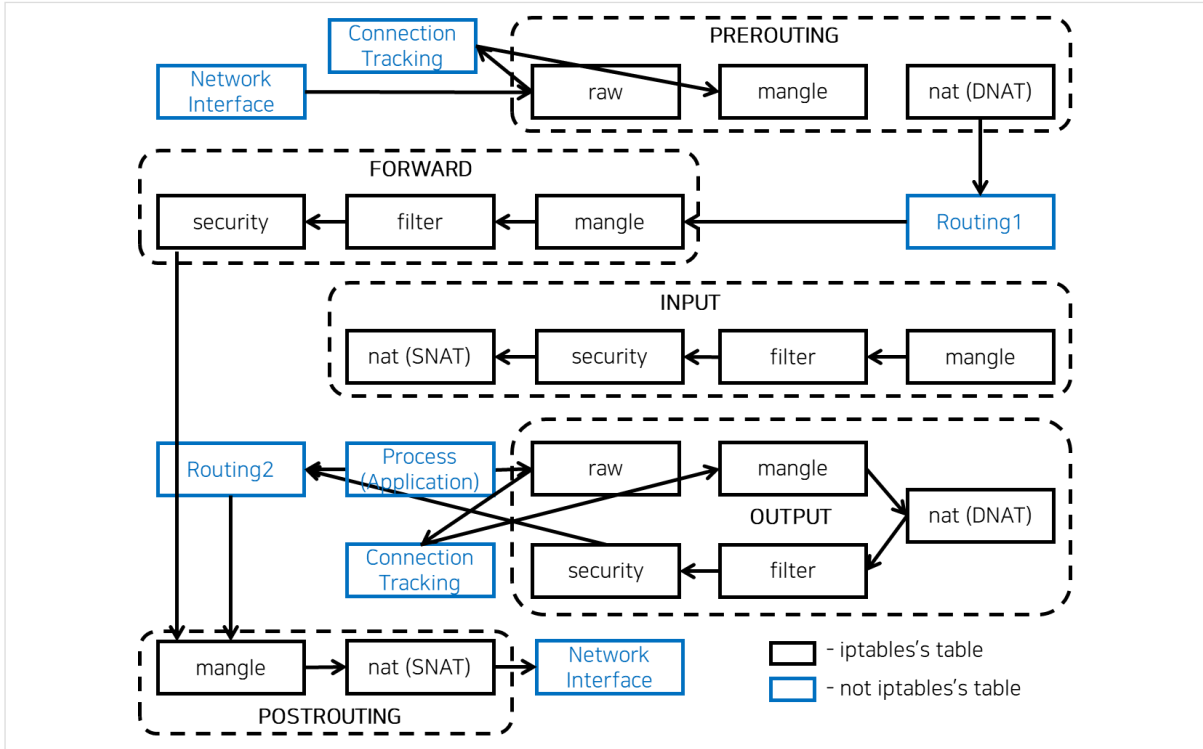 Connection
Tracking
PREROUTING
Network
Interface
raw
mangle
nat (DNAT)
FORWARD
security
filter
mangle
Routing1
INPUT
nat (SNAT)
security
filter
mangle
Routing2
Process
(Application)
raw
mangle
nat (DNAT)
OUTPUT
Connection
Tracking
security
filter
mangle
nat (SNAT)
Network
Interface
POSTROUTING
- iptables's table
- not iptables's table